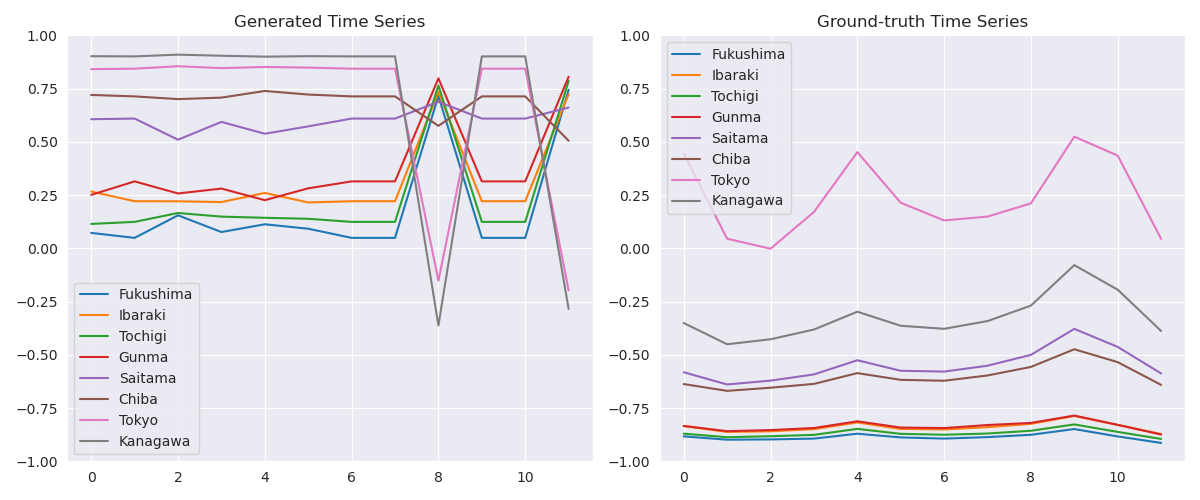 Generated Time Series
1.00
0.75
0.50
0.25
0.00
−0.25
−0.50
−0.75
−1.00
Fukushima
Ibaraki
Tochigi
Gunma
Saitama
Chiba
Tokyo
Kanagawa
0 2 4 6 8 10
Ground-truth Time Series
1.00
0.75
0.50
0.25
0.00
−0.25
−0.50
−0.75
−1.00
Fukushima
Ibaraki
Tochigi
Gunma
Saitama
Chiba
Tokyo
Kanagawa
0 2 4 6 8 10